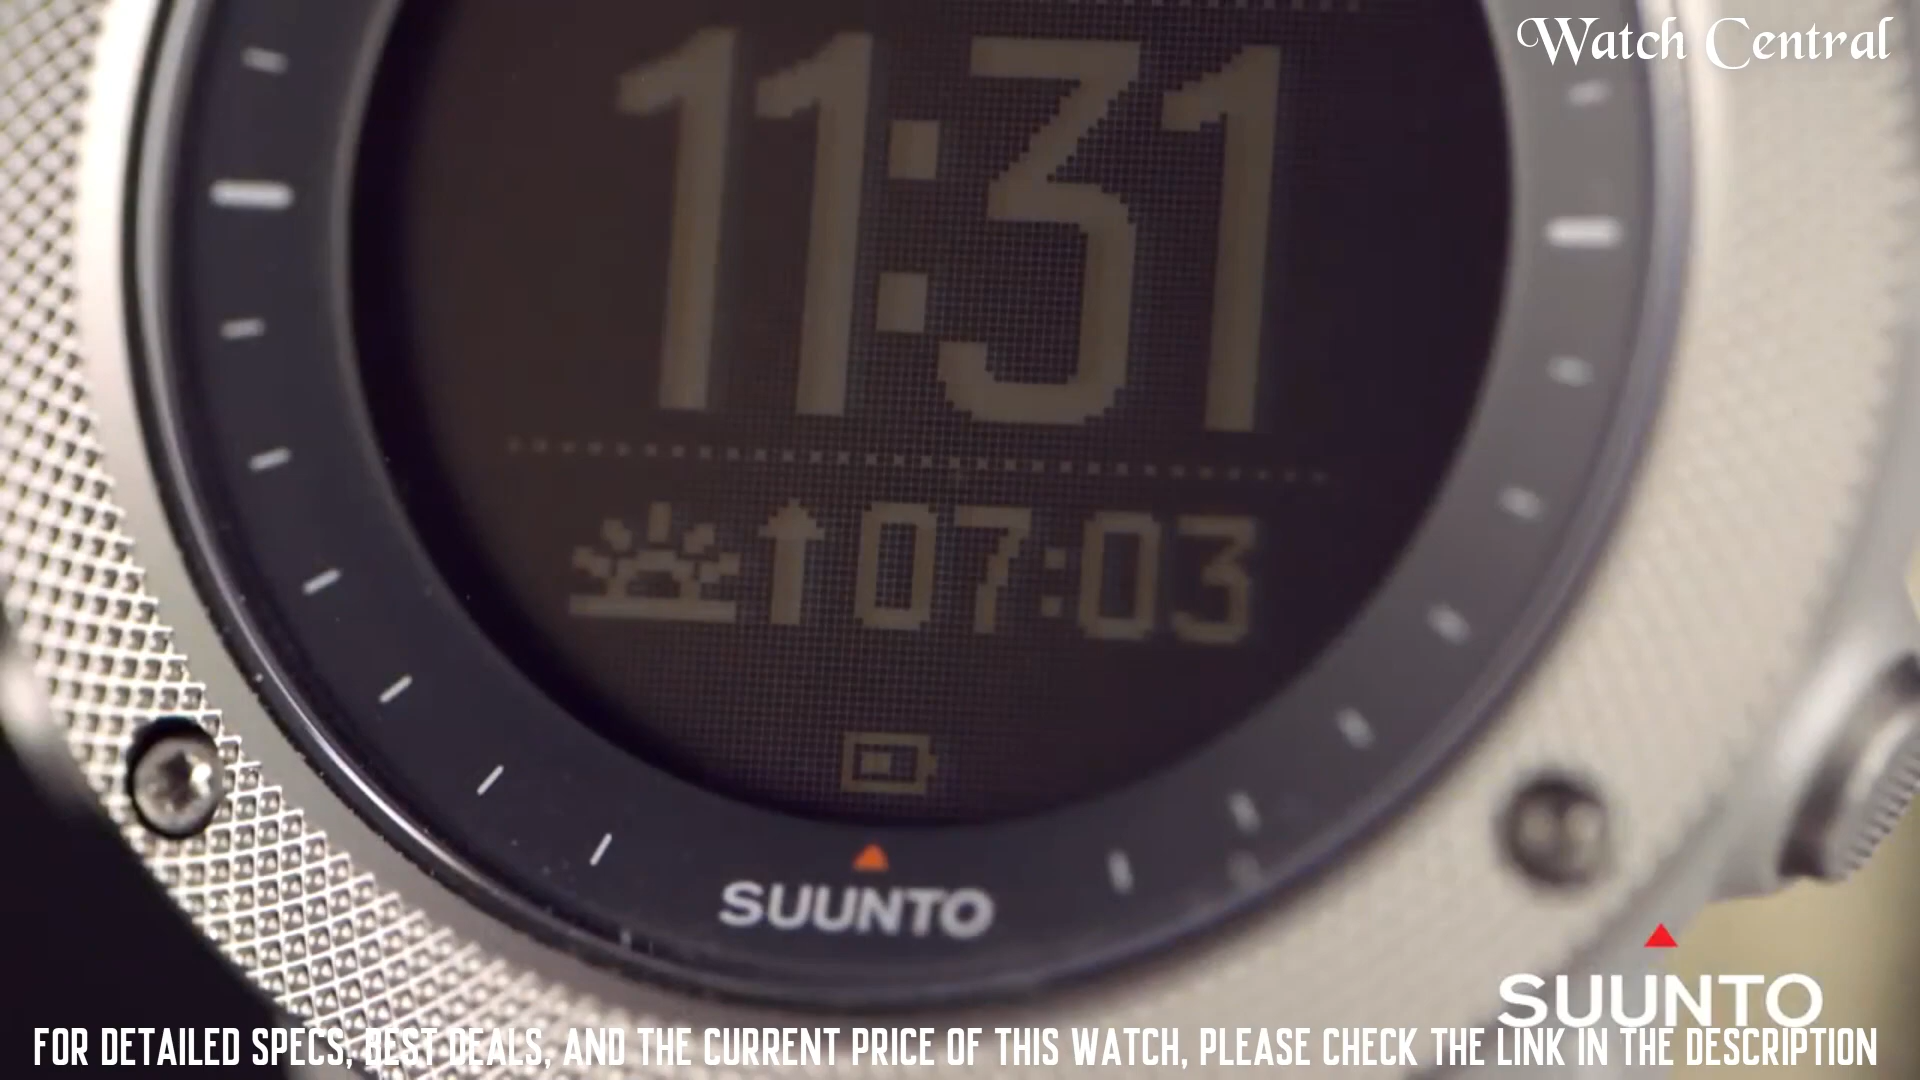 Watch Central
11:31
07:03
SUUNTO
SUUNTO
FOR DETAILED SPECS, BEST DEALS, AND THE CURRENT PRICE OF THIS WATCH, PLEASE CHECK THE LINK IN THE DESCRIPTION